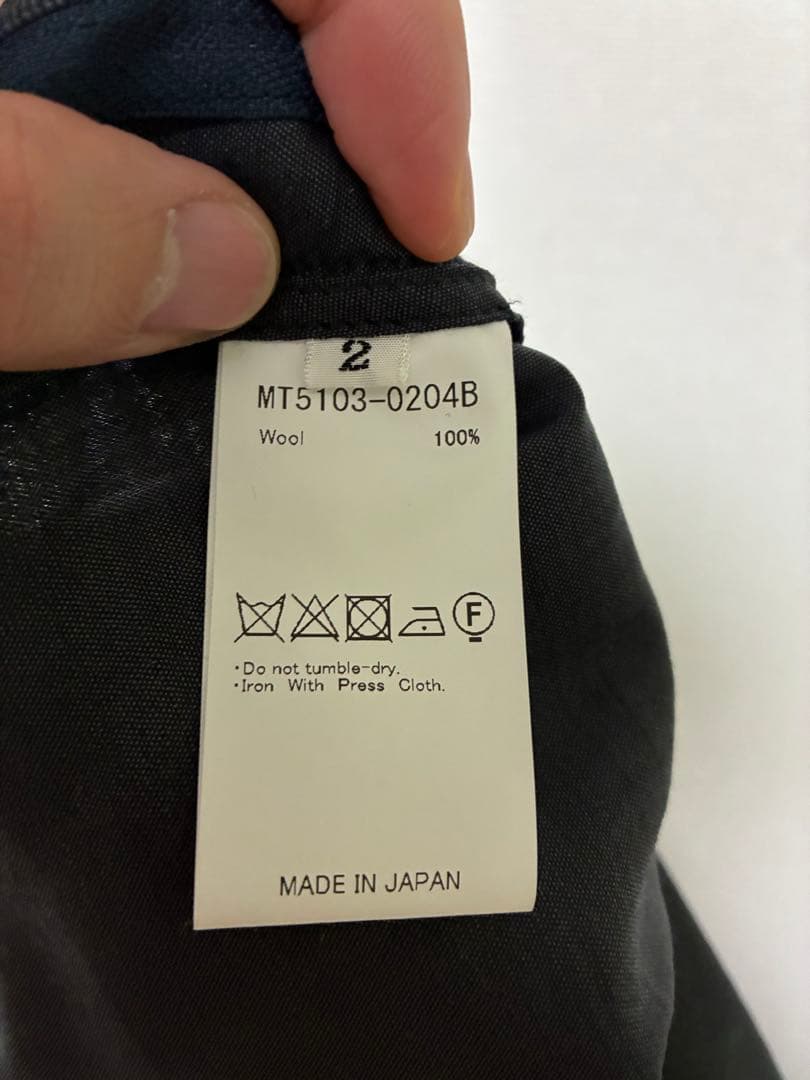 2
MT5103-0204B
Wool 100%
F
・Do not tumble-dry.
・Iron With Press Cloth.
MADE IN JAPAN